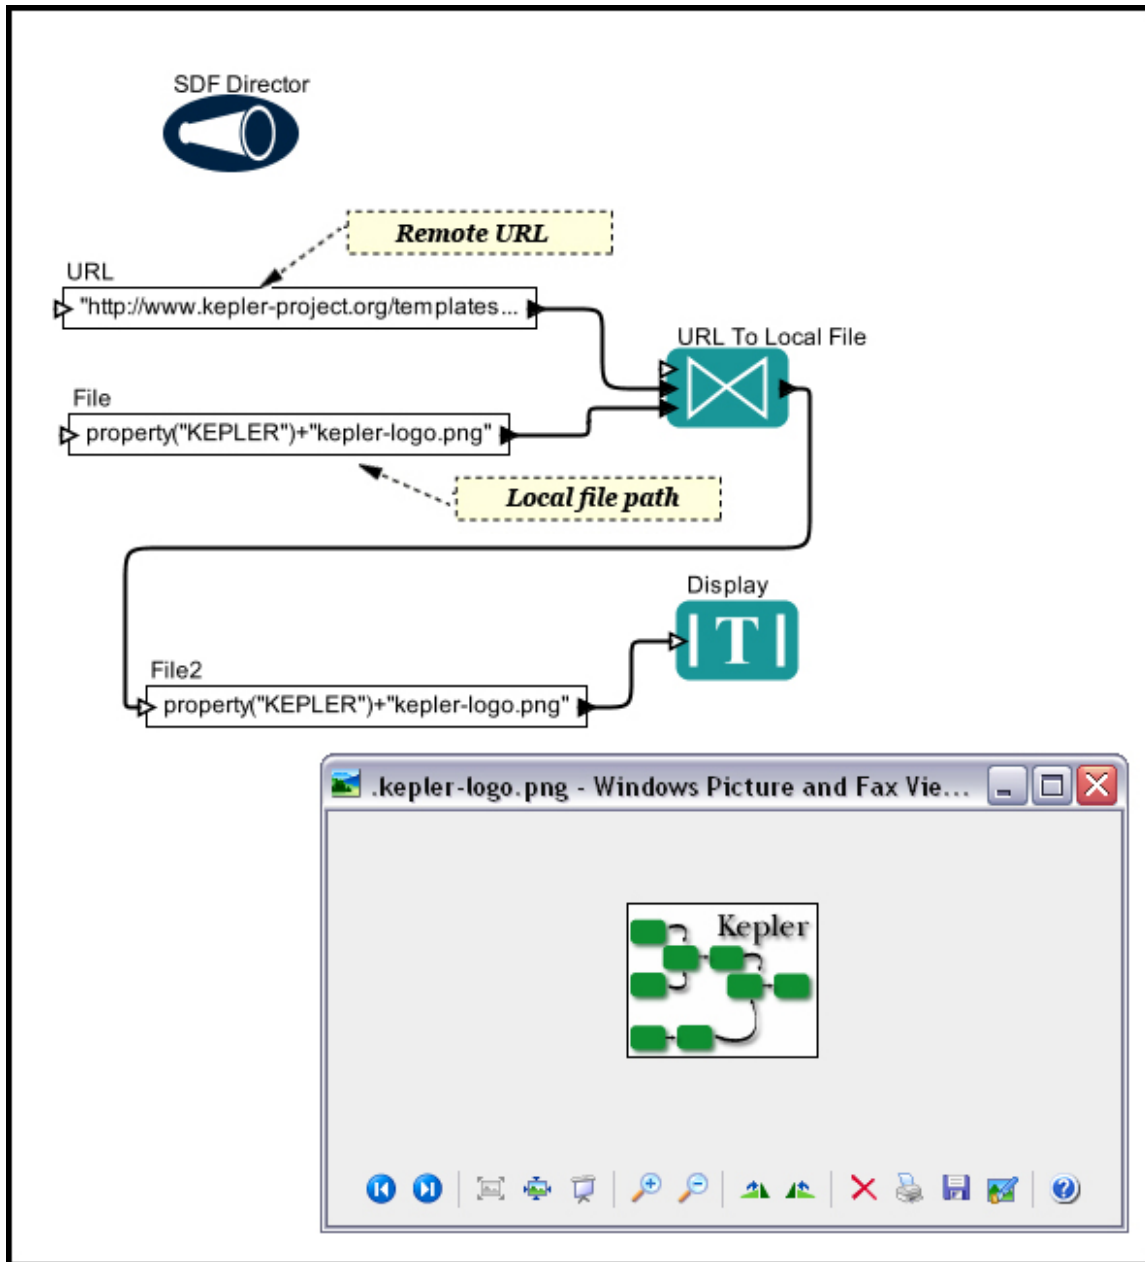 SDF Director
Remote URL
URL
"http://www.kepler-project.org/templates...
URL To Local File
File
property("KEPLER")+"kepler-logo.png"
Local file path
Display
T
File2
property("KEPLER")+"kepler-logo.png"
.kepler-logo.png - Windows Picture and Fax Vie...
Kepler